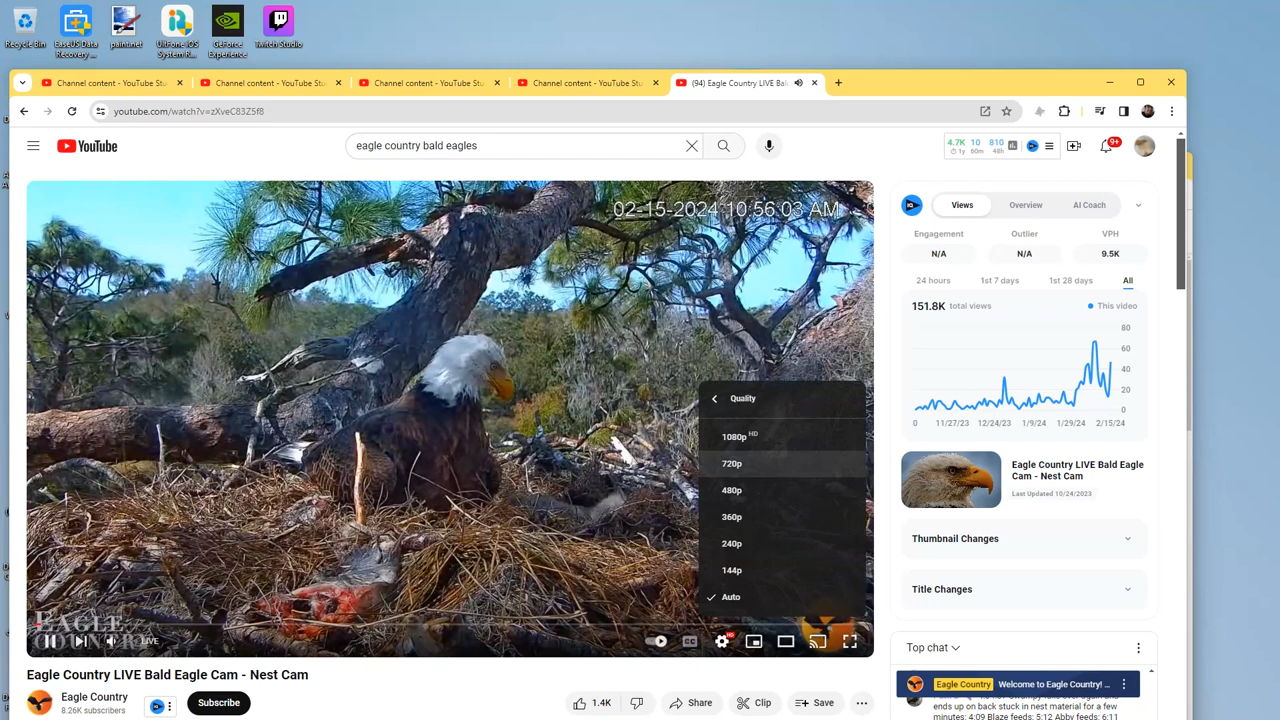 Recycle Bin
EaseUS Data Recovery ...
paint.net
UltFone iOS System R...
GeForce Experience
Twitch Studio
Channel content - YouTube Stu
Channel content - YouTube Stu
Channel content - YouTube Stu
Channel content - YouTube Stu
(94) Eagle Country LIVE Bal
youtube.com/watch?v=zXveC83Z5f8
YouTube
eagle country bald eagles
4.7K 10 810
1y 60m 48h
9+
02-15-2024 10:56:03 AM
Quality
1080p HD
720p
480p
360p
240p
144p
Auto
EAGLE
COUNTRY
LIVE
CC
HD
Eagle Country LIVE Bald Eagle Cam - Nest Cam
Eagle Country
8.26K subscribers
Subscribe
1.4K
Share
Clip
Save
IQ
Views
Overview
AI Coach
Engagement
Outlier
VPH
N/A
N/A
9.5K
24 hours
1st 7 days
1st 28 days
All
151.8K total views
This video
80
60
40
20
0
0 11/27/23 12/24/23 1/9/24 1/29/24 2/15/24
Eagle Country LIVE Bald Eagle Cam - Nest Cam
Last Updated 10/24/2023
Thumbnail Changes
Title Changes
Top chat
Eagle Country Welcome to Eagle Country! ...
ends up on back stuck in nest material for a
minutes: 4:09 Blaze feeds: 5:12 Abby feeds: 6:11